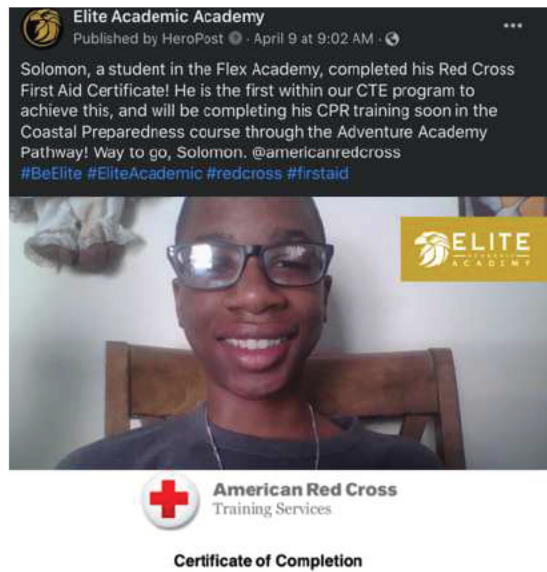 Elite Academic Academy
Published by HeroPost · April 9 at 9:02 AM ·
Solomon, a student in the Flex Academy, completed his Red Cross
First Aid Certificate! He is the first within our CTE program to
achieve this, and will be completing his CPR training soon in the
Coastal Preparedness course through the Adventure Academy
Pathway! Way to go, Solomon. @americanredcross
#BeElite #EliteAcademic #redcross #firstaid
ELITE
ACADEMIC
ACADEMY
American Red Cross
Training Services
Certificate of Completion